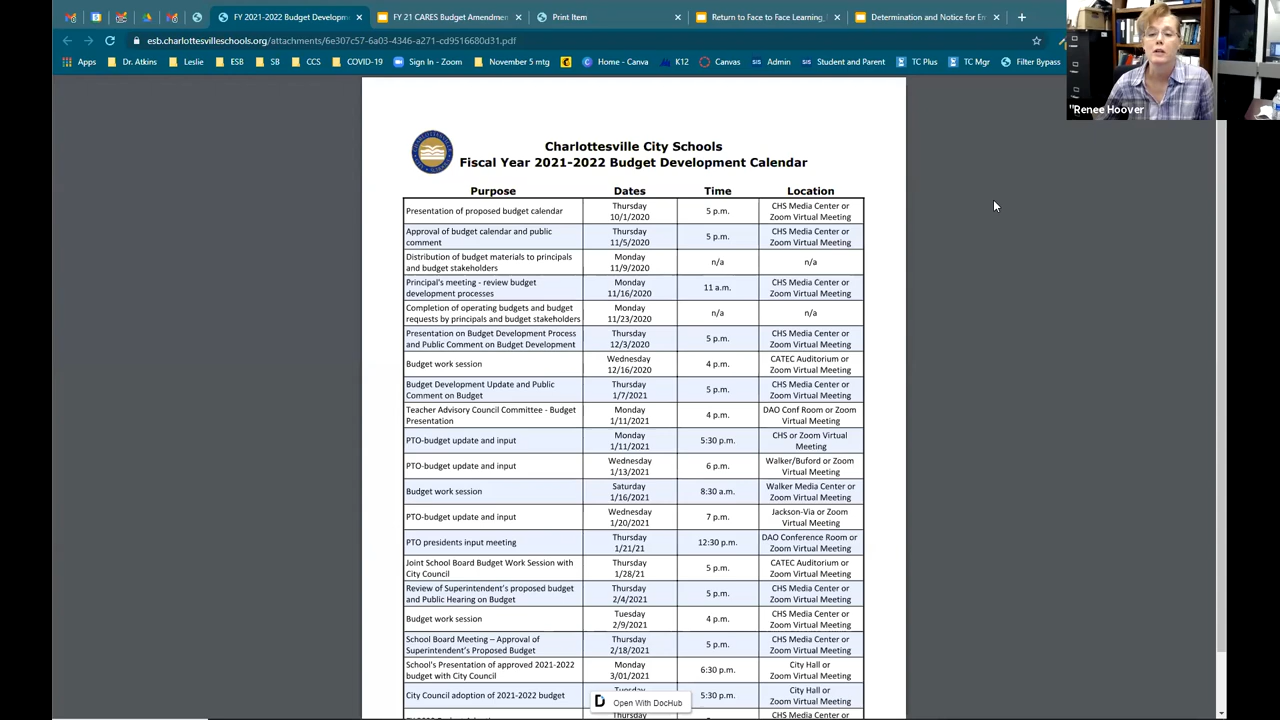 FY 2021-2022 Budget Developm
FY 21 CARES Budget Amendmen
Print Item
Return to Face to Face Learning_
Determination and Notice for Em
esb.charlottesvilleschools.org/attachments/6e307c57-6a03-4346-a271-cd9516680d31.pdf
Apps Dr. Atkins Leslie ESB SB CCS COVID-19 Sign In - Zoom November 5 mtg Home - Canva K12 Canvas Admin Student and Parent TC Plus TC Mgr Filter Bypass
"Renee Hoover
Charlottesville City Schools
Fiscal Year 2021-2022 Budget Development Calendar
Purpose Dates Time Location
Presentation of proposed budget calendar Thursday 10/1/2020 5 p.m. CHS Media Center or Zoom Virtual Meeting
Approval of budget calendar and public comment Thursday 11/5/2020 5 p.m. CHS Media Center or Zoom Virtual Meeting
Distribution of budget materials to principals and budget stakeholders Monday 11/9/2020 n/a n/a
Principal's meeting - review budget development processes Monday 11/16/2020 11 a.m. CHS Media Center or Zoom Virtual Meeting
Completion of operating budgets and budget requests by principals and budget stakeholders Monday 11/23/2020 n/a n/a
Presentation on Budget Development Process and Public Comment on Budget Development Thursday 12/3/2020 5 p.m. CHS Media Center or Zoom Virtual Meeting
Budget work session Wednesday 12/16/2020 4 p.m. CATEC Auditorium or Zoom Virtual Meeting
Budget Development Update and Public Comment on Budget Thursday 1/7/2021 5 p.m. CHS Media Center or Zoom Virtual Meeting
Teacher Advisory Council Committee - Budget Presentation Monday 1/11/2021 4 p.m. DAO Conf Room or Zoom Virtual Meeting
PTO-budget update and input Monday 1/11/2021 5:30 p.m. CHS or Zoom Virtual Meeting
PTO-budget update and input Wednesday 1/13/2021 6 p.m. Walker/Buford or Zoom Virtual Meeting
Budget work session Saturday 1/16/2021 8:30 a.m. Walker Media Center or Zoom Virtual Meeting
PTO-budget update and input Wednesday 1/20/2021 7 p.m. Jackson-Via or Zoom Virtual Meeting
PTO presidents input meeting Thursday 1/21/21 12:30 p.m. DAO Conference Room or Zoom Virtual Meeting
Joint School Board Budget Work Session with City Council Thursday 1/28/21 5 p.m. CATEC Auditorium or Zoom Virtual Meeting
Review of Superintendent's proposed budget and Public Hearing on Budget Thursday 2/4/2021 5 p.m. CHS Media Center or Zoom Virtual Meeting
Budget work session Tuesday 2/9/2021 4 p.m. CHS Media Center or Zoom Virtual Meeting
School Board Meeting – Approval of Superintendent's Proposed Budget Thursday 2/18/2021 5 p.m. CHS Media Center or Zoom Virtual Meeting
School's Presentation of approved 2021-2022 budget with City Council Monday 3/01/2021 6:30 p.m. City Hall or Zoom Virtual Meeting
City Council adoption of 2021-2022 budget Tuesday 5:30 p.m. City Hall or Zoom Virtual Meeting
Open With DocHub
Thursday CHS Media Center or